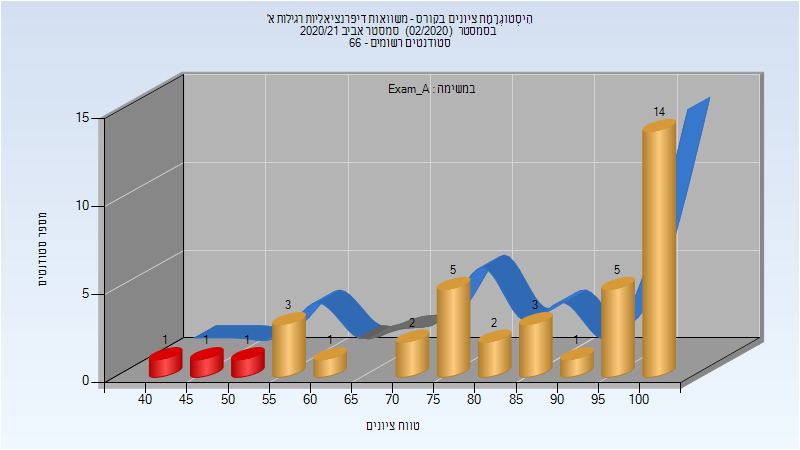 הִיסְטוֹגְרָמַת ציונים בקורס - משוואות דיפרנציאליות רגילות א'
בסמסטר (02/2020) סמסטר אביב 2020/21
סטודנטים רשומים - 66
במשימה: Exam_A
מספר סטודנטים
15
10
5
0
1
1
1
3
1
2
5
2
3
1
5
14
40 45 50 55 60 65 70 75 80 85 90 95 100
טווח ציונים